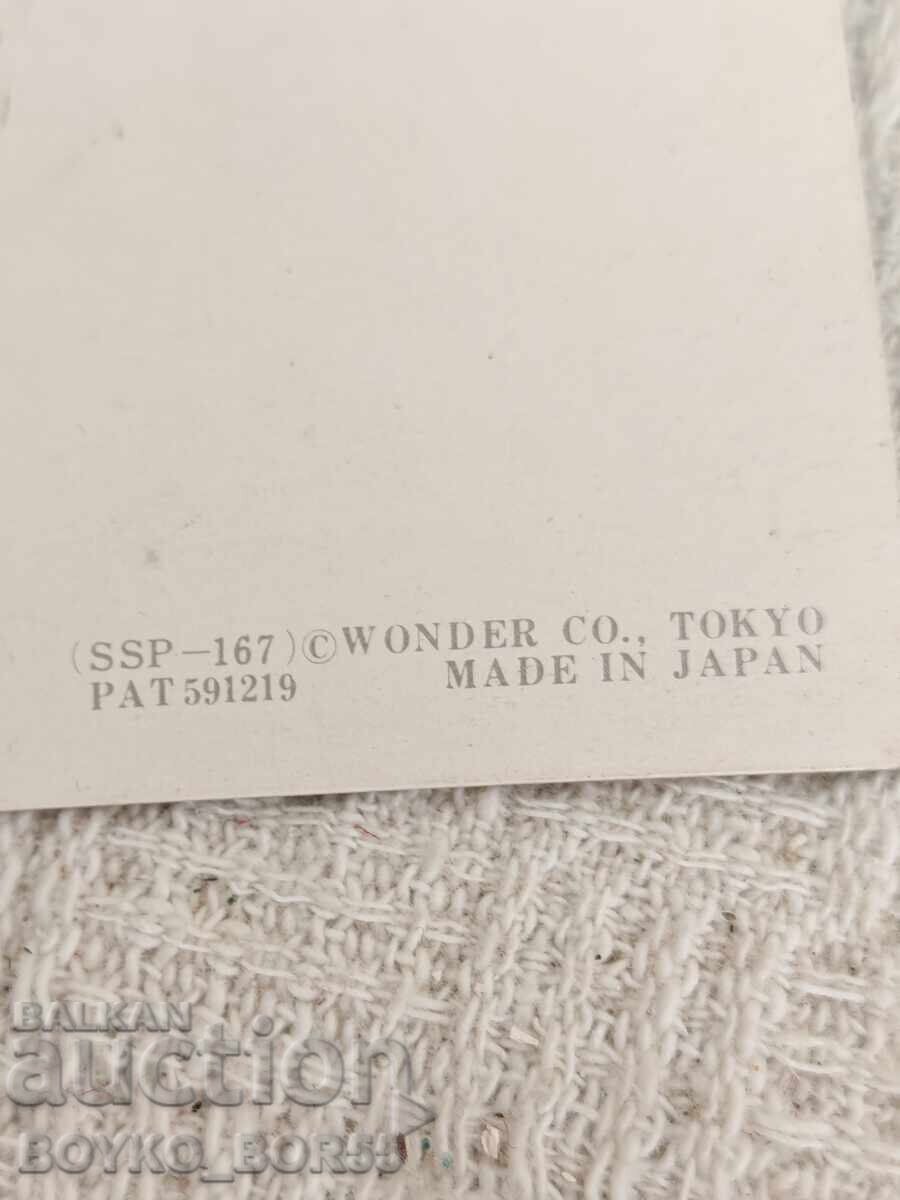 (SSP-167)©WONDER CO., TOKYO
PAT 591219 MADE IN JAPAN
BALKAN
auction
BOYKO_BOR55